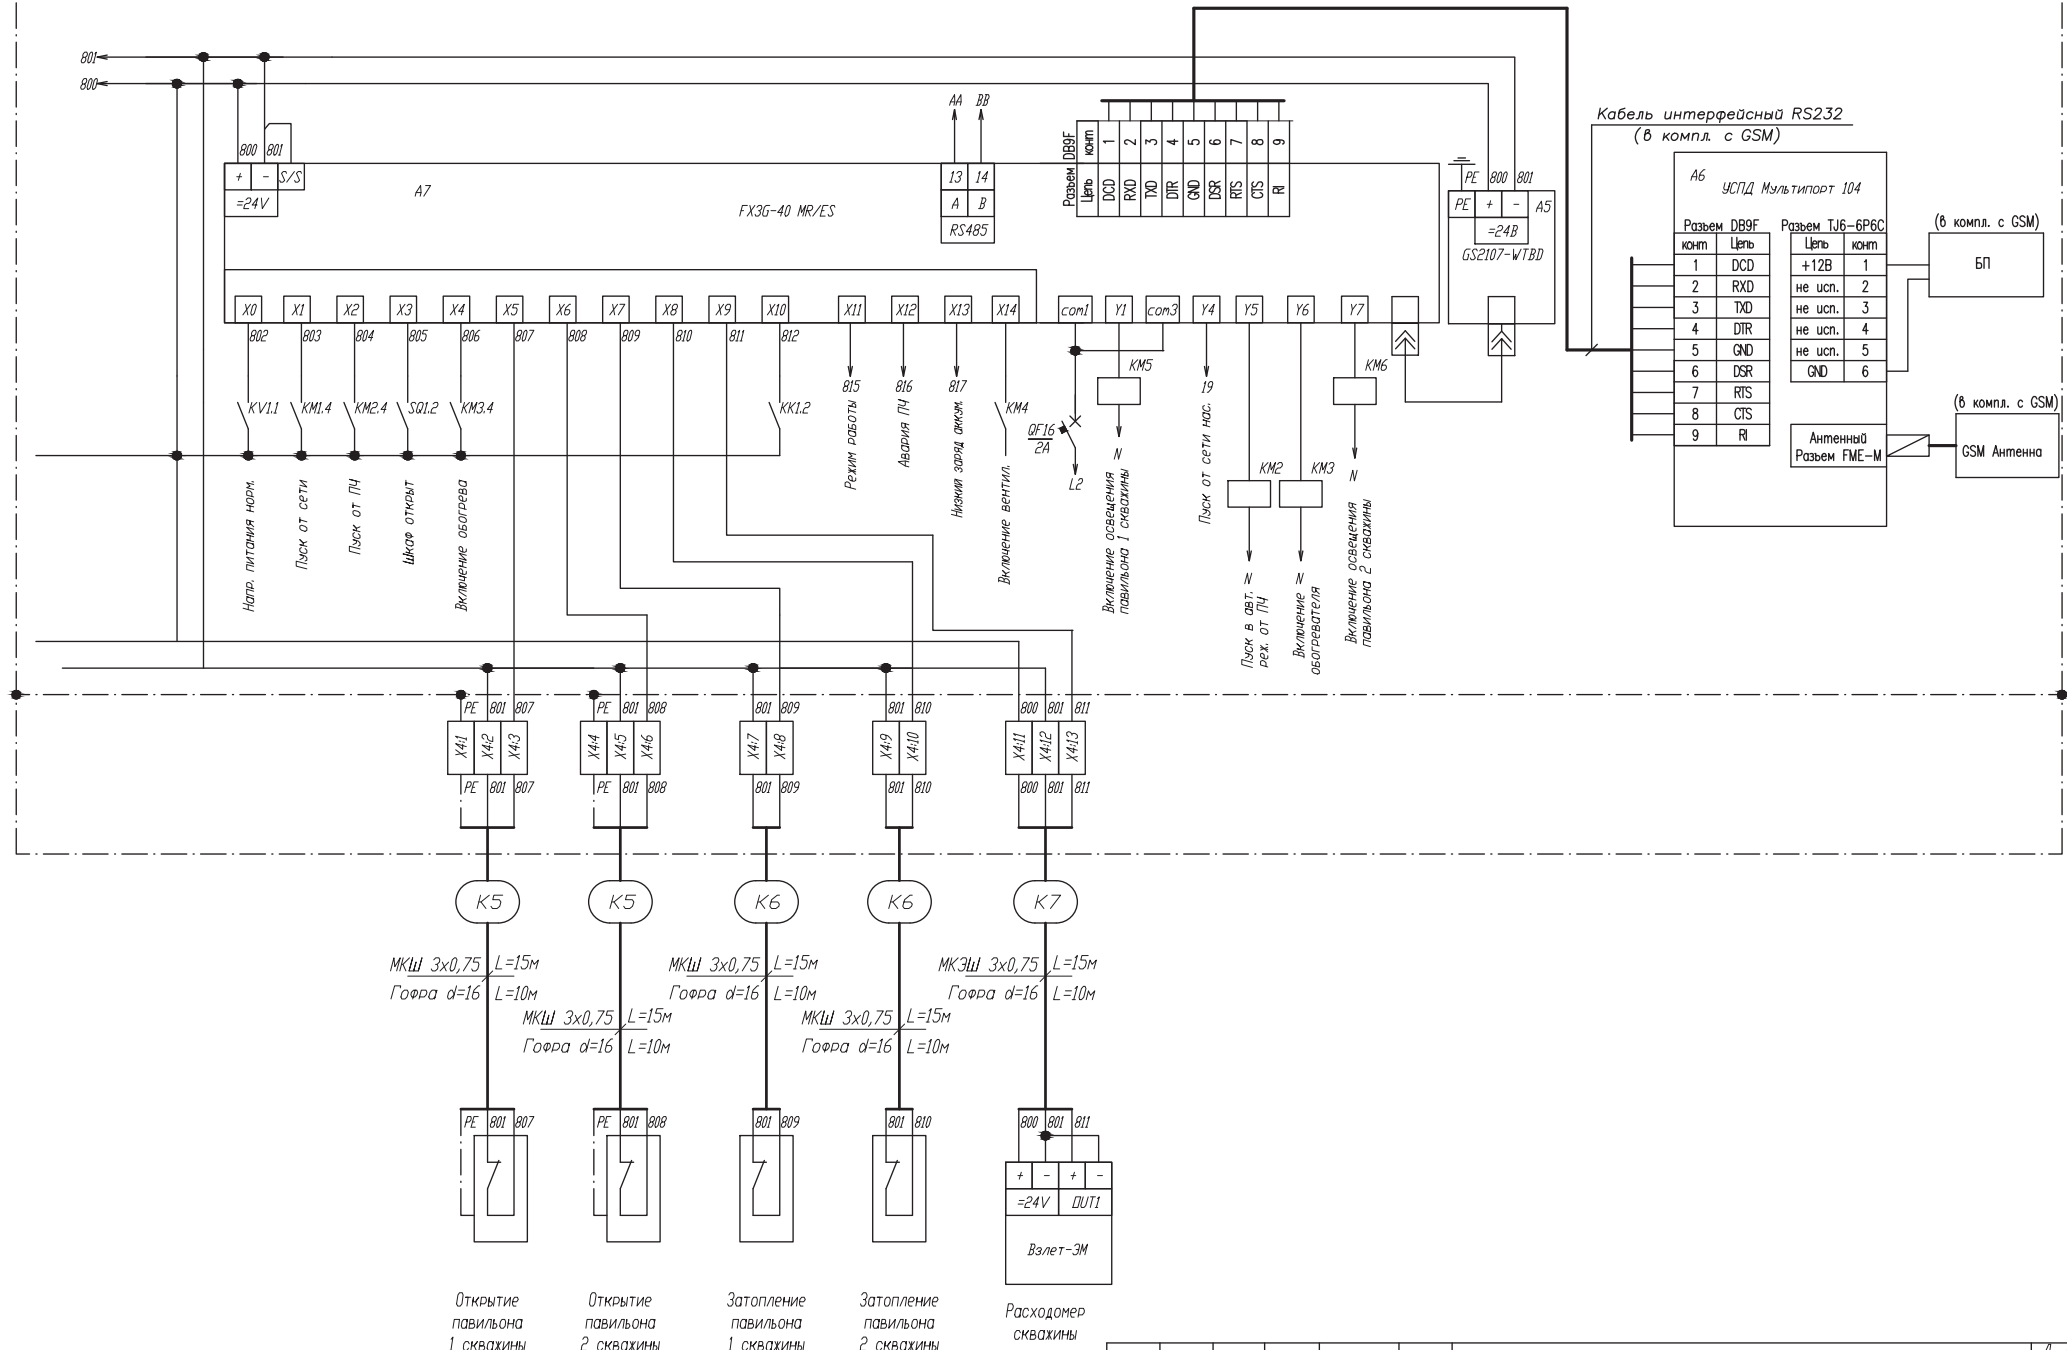 801
800
800 801
+ - S/S
=24V
A7
FX3G-40 MR/ES
AA BB
13 14
A B
RS485
Разъем DB9F
конт 1 2 3 4 5 6 7 8 9
Цепь DCD RXD TXD DTR GND DSR RTS CTS RI
PE 800 801
PE + - A5
=24В
GS2107-WTBD
Кабель интерфейсный RS232
(в компл. с GSM)
A6
УСПД Мультипорт 104
Разъем DB9F
конт Цепь
1 DCD
2 RXD
3 TXD
4 DTR
5 GND
6 DSR
7 RTS
8 CTS
9 RI
Разъем TJ6-6P6C
Цепь конт
+12В 1
не исп. 2
не исп. 3
не исп. 4
не исп. 5
GND 6
(в компл. с GSM)
БП
Антенный
Разъем FME-M
(в компл. с GSM)
GSM Антенна
X0 X1 X2 X3 X4 X5 X6 X7 X8 X9 X10 X11 X12 X13 X14 com1 Y1 com3 Y4 Y5 Y6 Y7
802 803 804 805 806 807 808 809 810 811 812
815 816 817 19
KV1.1 KM1.4 KM2.4 SQ1.2 KM3.4 KK1.2 KM4
KM5 KM6
QF16
2A
L2
N
KM2 KM3
N
N N
Напр. питания норм.
Пуск от сети
Пуск от ПЧ
Шкаф открыт
Включение обогрева
Режим работы
Авария ПЧ
Низкий заряд аккум.
Включение вентил.
Включение освещения
павильона 1 скважины
Пуск от сети нас.
Пуск в авт.
реж. от ПЧ
Включение
обогревателя
Включение освещения
павильона 2 скважины
PE 801 807 PE 801 808 801 809 801 810 800 801 811
X4:1 X4:2 X4:3 X4:4 X4:5 X4:6 X4:7 X4:8 X4:9 X4:10 X4:11 X4:12 X4:13
PE 801 807 PE 801 808 801 809 801 810 800 801 811
K5 K5 K6 K6 K7
МКШ 3х0,75 L=15м
Гофра d=16 L=10м
МКШ 3х0,75 L=15м
Гофра d=16 L=10м
МКШ 3х0,75 L=15м
Гофра d=16 L=10м
МКШ 3х0,75 L=15м
Гофра d=16 L=10м
МКЭШ 3х0,75 L=15м
Гофра d=16 L=10м
PE 801 807 PE 801 808 801 809 801 810 800 801 811
+ - + -
=24V OUT1
Взлет-ЭМ
Открытие
павильона
1 скважины
Открытие
павильона
2 скважины
Затопление
павильона
1 скважины
Затопление
павильона
2 скважины
Расходомер
скважины